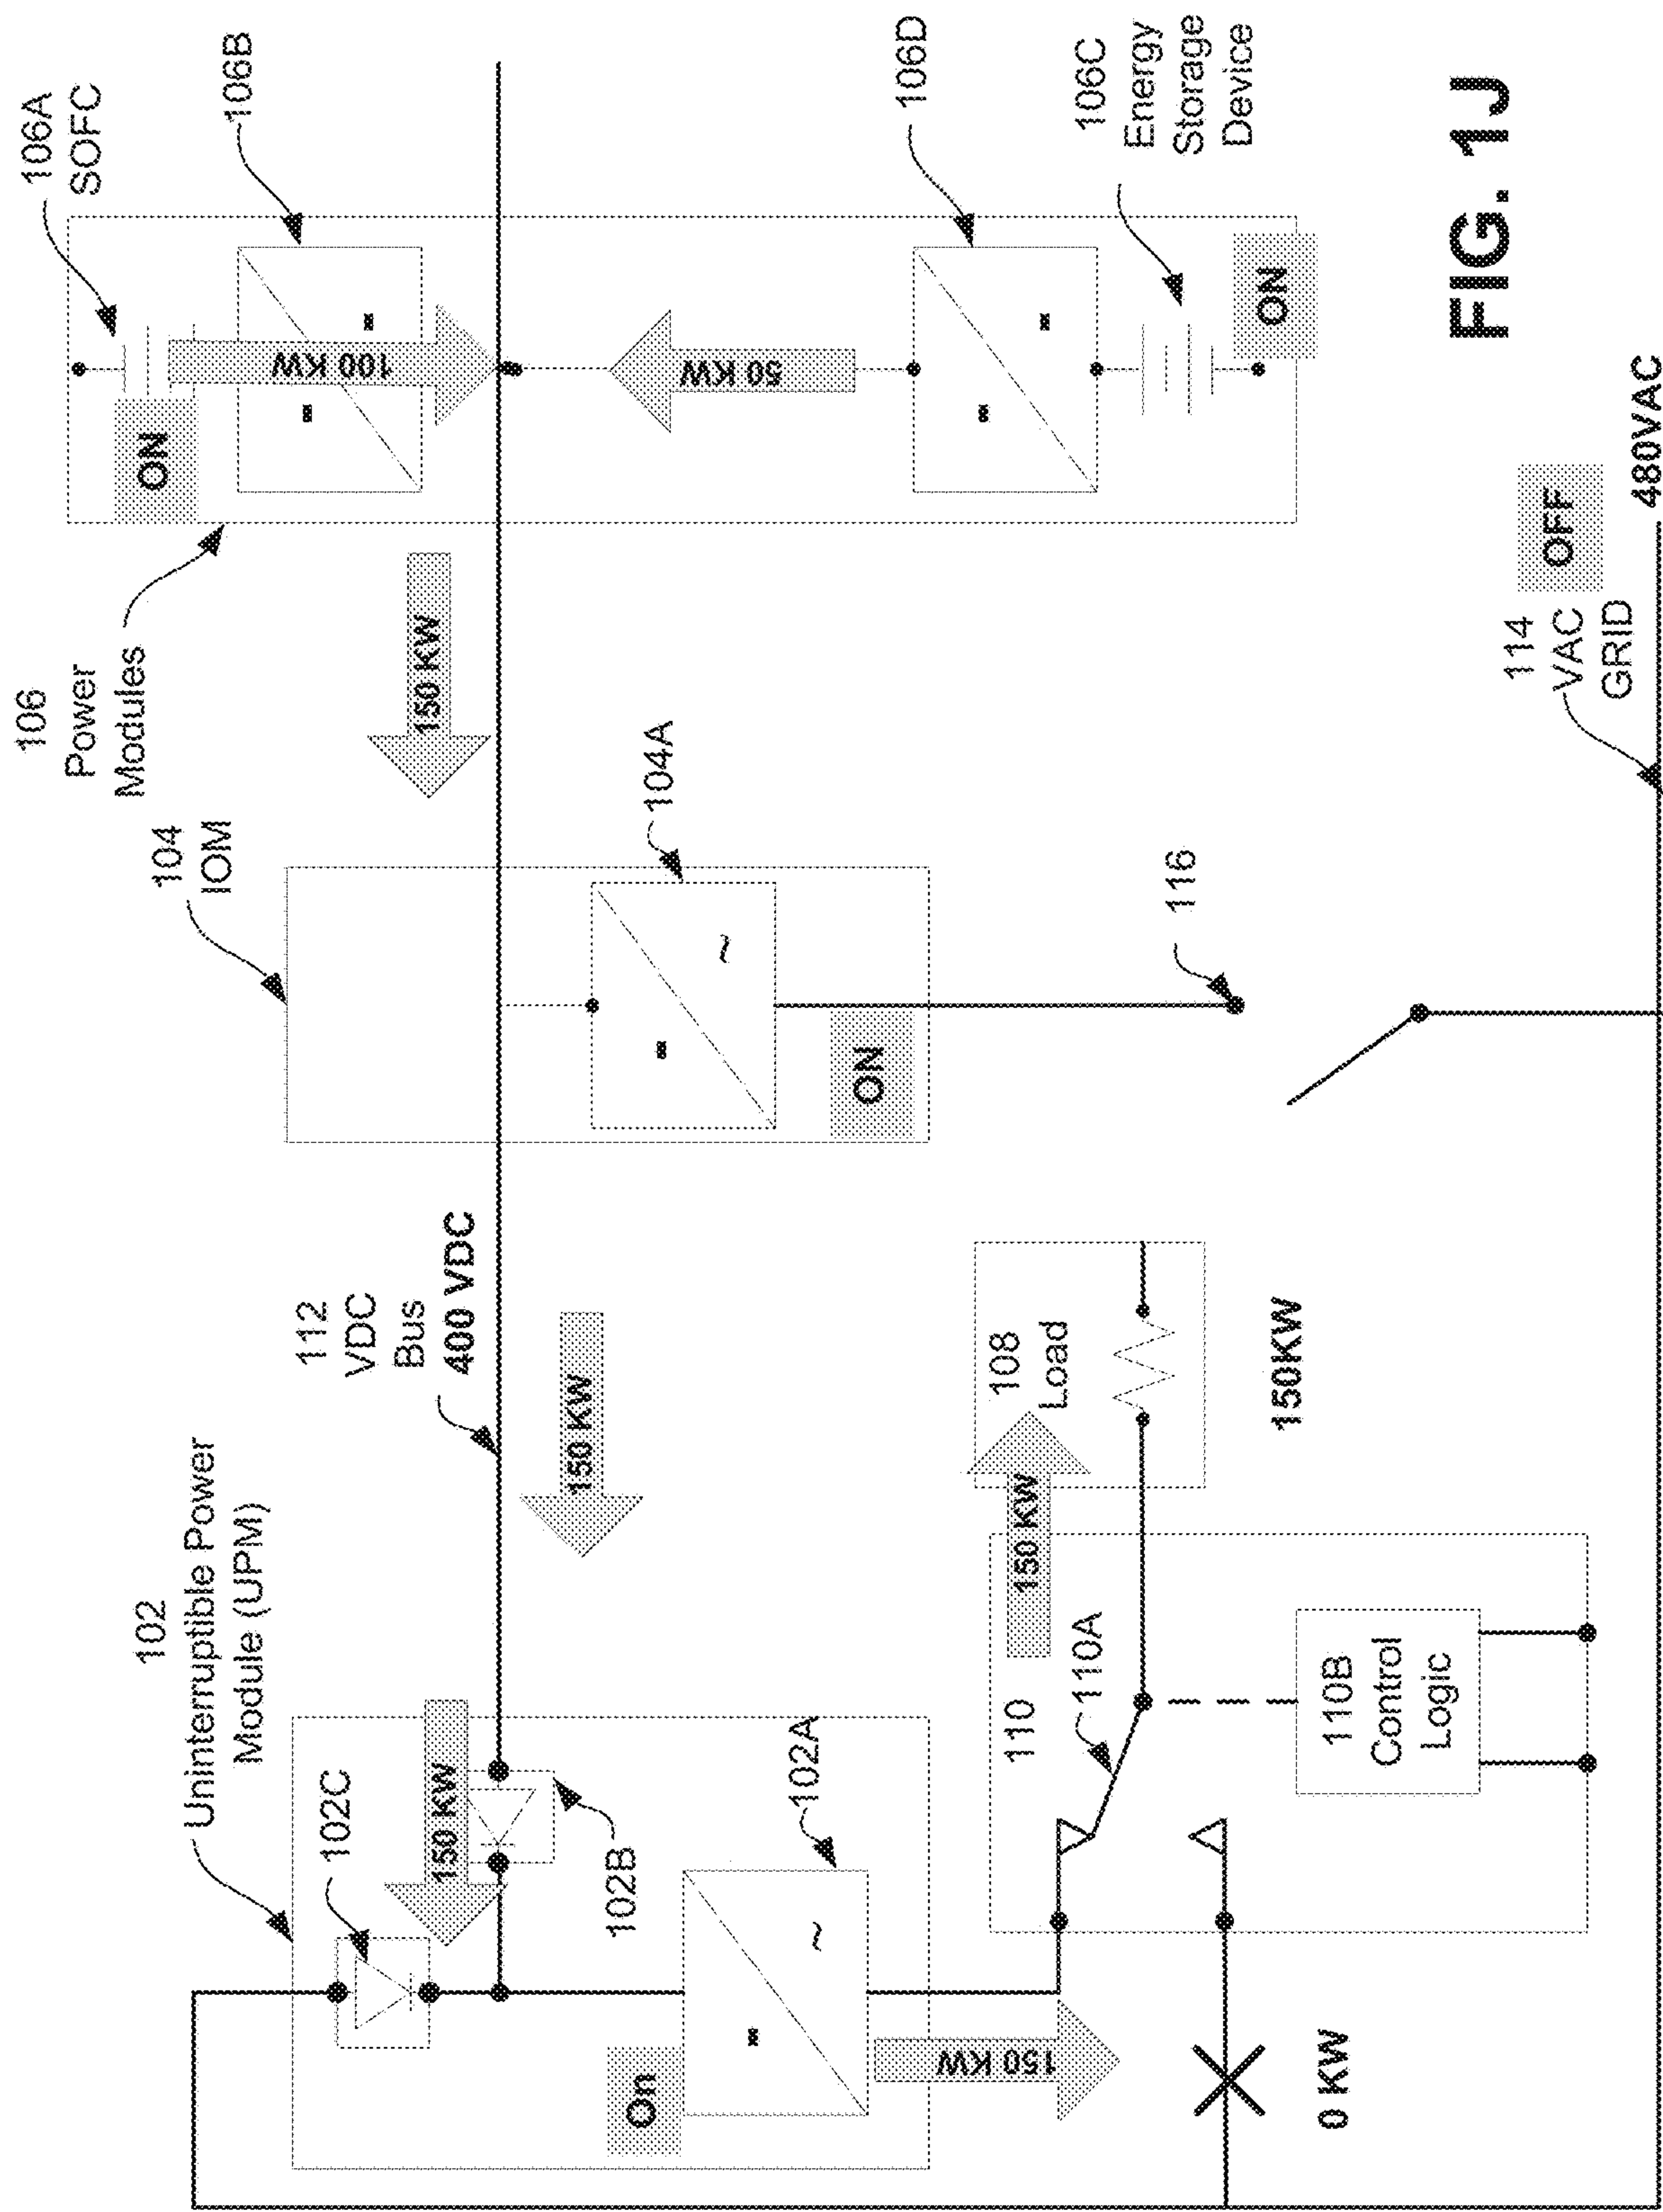 102
Uninterruptible Power
Module (UPM)
102C
150 KW
102B
On
102A
150 KW
112
VDC
Bus
400 VDC
150 KW
104
IOM
104A
ON
106
Power
Modules
150 KW
106A
SOFC
ON
100 KW
106B
50 KW
106D
106C
Energy
Storage
Device
ON
110
110A
150 KW
108
Load
150KW
110B
Control
Logic
0 KW
116
114
VAC
GRID
OFF
480VAC
FIG. 1J